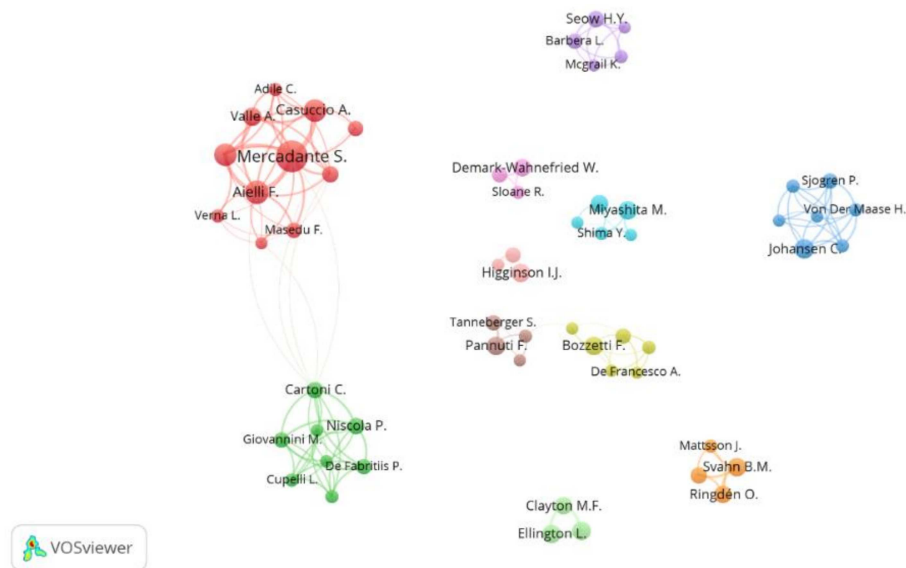 Seow H.Y.
Barbera L.
Mcgrail K.
Adile C.
Valle A.
Casuccio A.
Mercadante S.
Aielli F.
Verna L.
Masedu F.
Demark-Wahnefried W.
Sloane R.
Miyashita M.
Shima Y.
Sjogren P.
Von Der Maase H.
Johansen C.
Higginson I.J.
Tanneberger S.
Pannuti F.
Bozzetti F.
De Francesco A.
Cartoni C.
Niscola P.
Giovannini M.
De Fabritiis P.
Cupelli L.
Mattsson J.
Svahn B.M.
Ringdén O.
Clayton M.F.
Ellington L.
VOSviewer